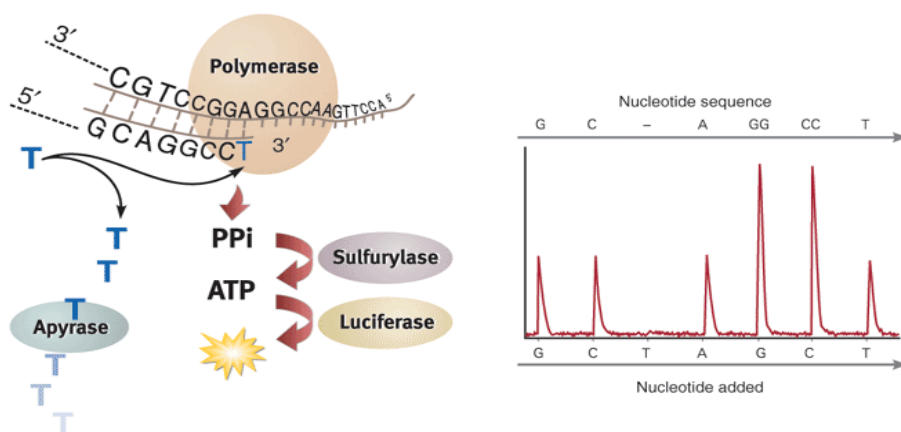 3'
Polymerase
CGTCCGGAGGCCAAGTTCCA 5'
5'
GCAGGCCT 3'
T
T
T
T
Apyrase
T
T
T
PPi
Sulfurylase
ATP
Luciferase
Nucleotide sequence
G C – A GG CC T
G C T A G C T
Nucleotide added